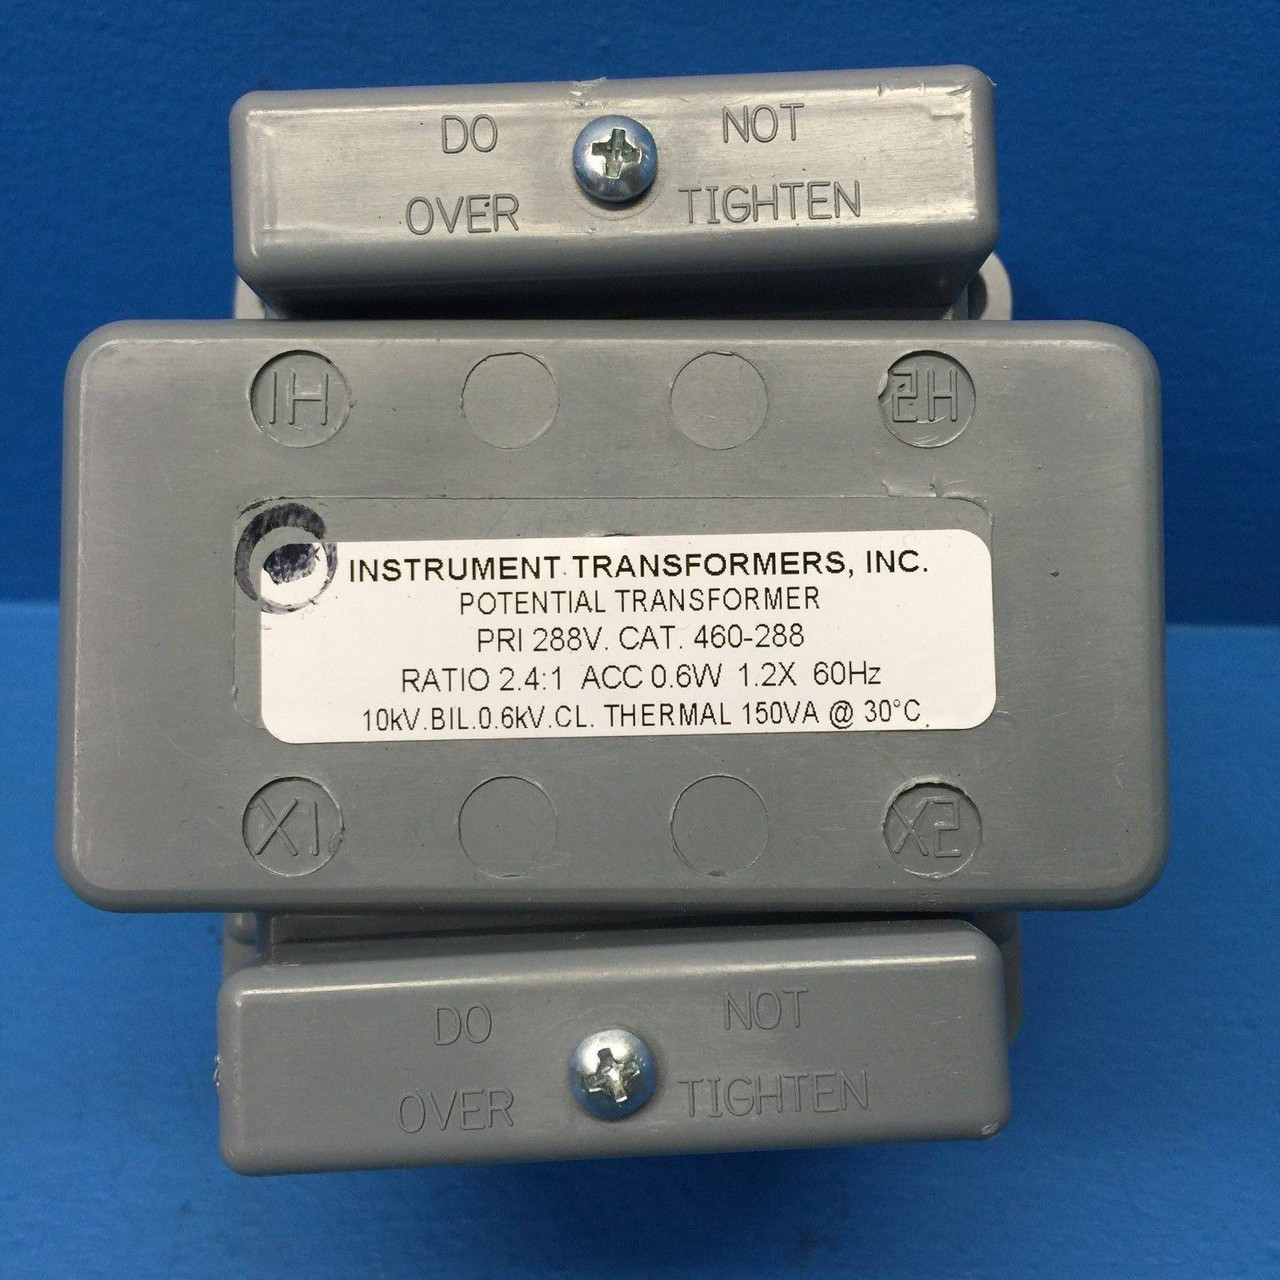 DO NOT
OVER TIGHTEN
H1 H2
INSTRUMENT TRANSFORMERS, INC.
POTENTIAL TRANSFORMER
PRI 288V. CAT. 460-288
RATIO 2.4:1 ACC 0.6W 1.2X 60Hz
10kV.BIL.0.6kV.CL. THERMAL 150VA @ 30°C.
X1 X2
DO NOT
OVER TIGHTEN